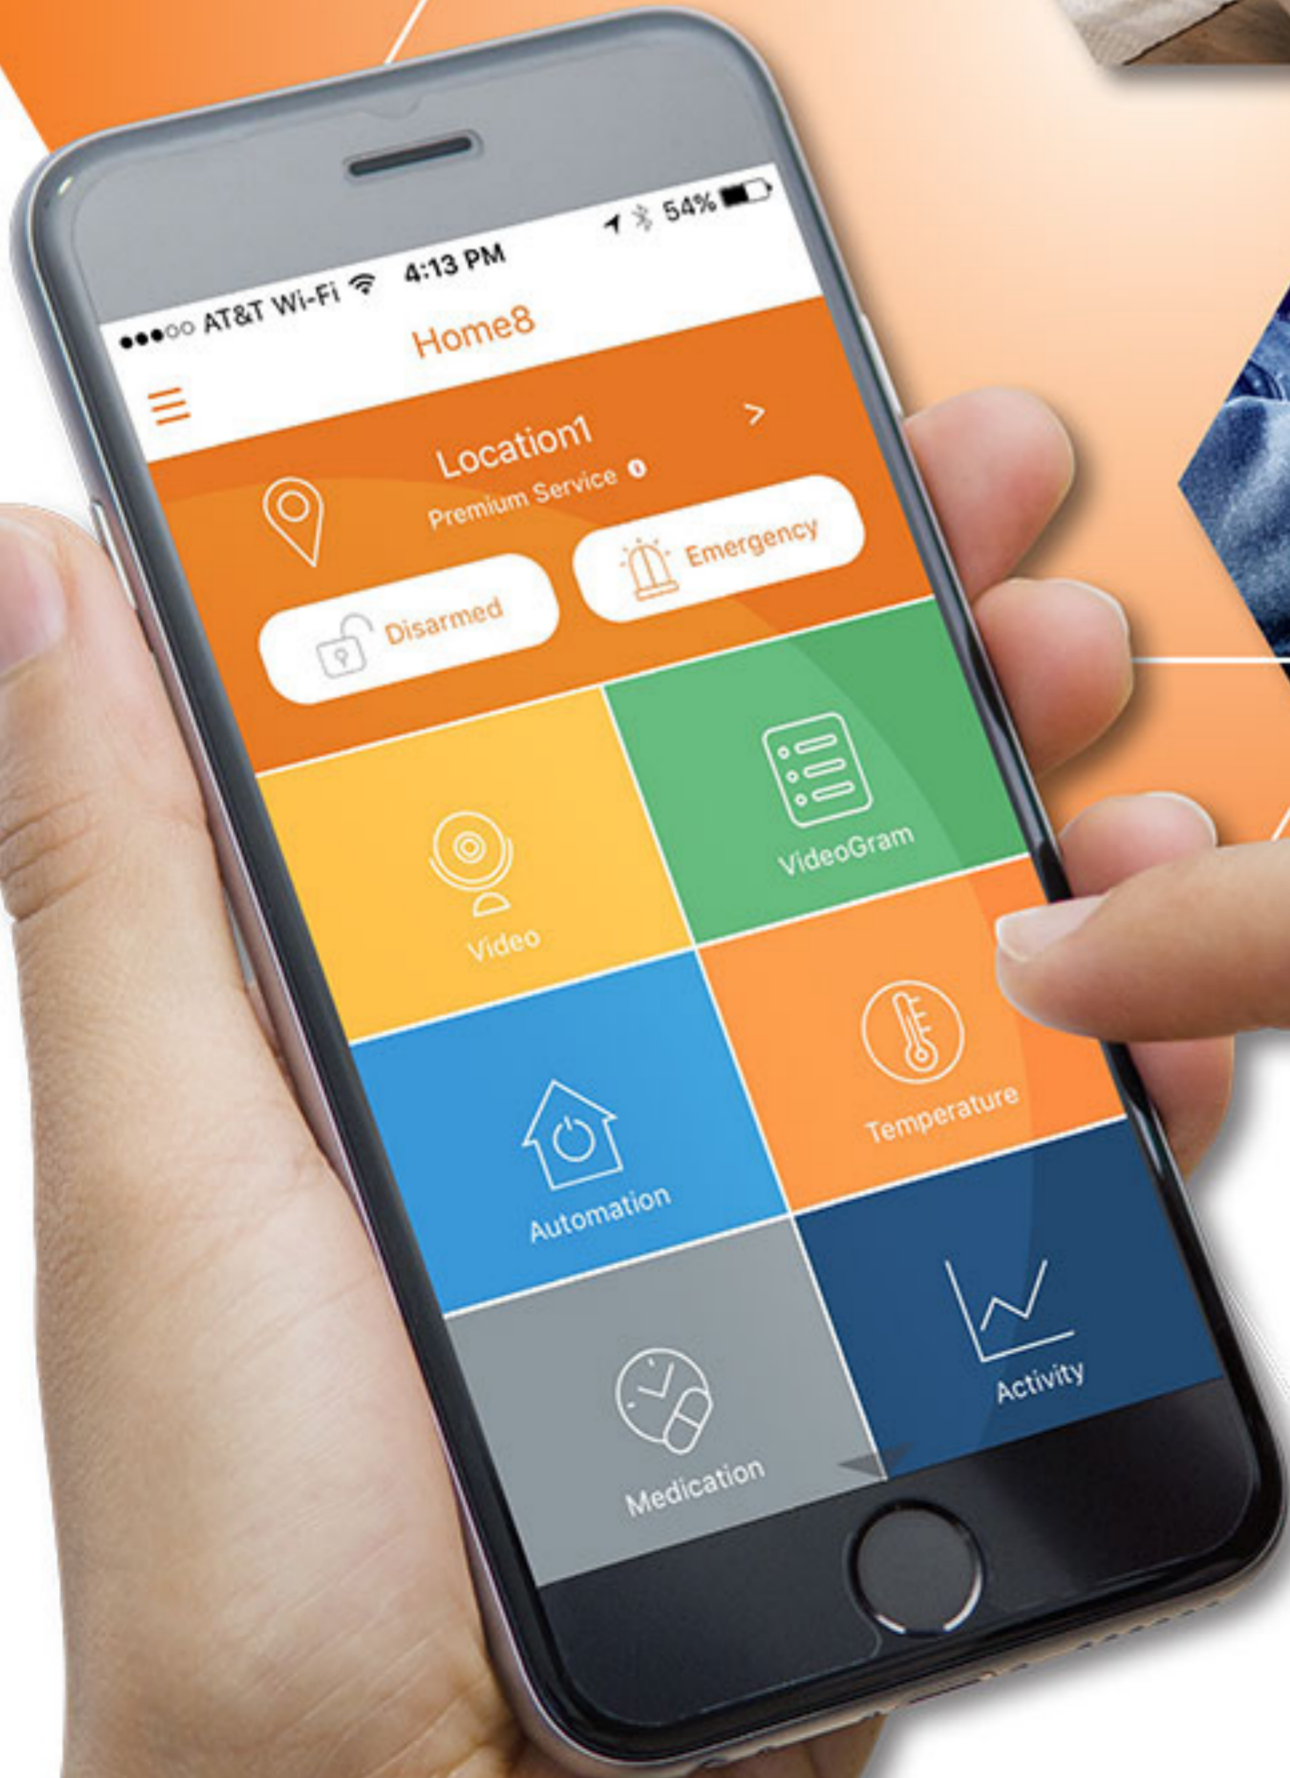 AT&T Wi-Fi 4:13 PM 54%
Home8
Location1 >
Premium Service
Disarmed Emergency
Video VideoGram
Automation Temperature
Medication Activity